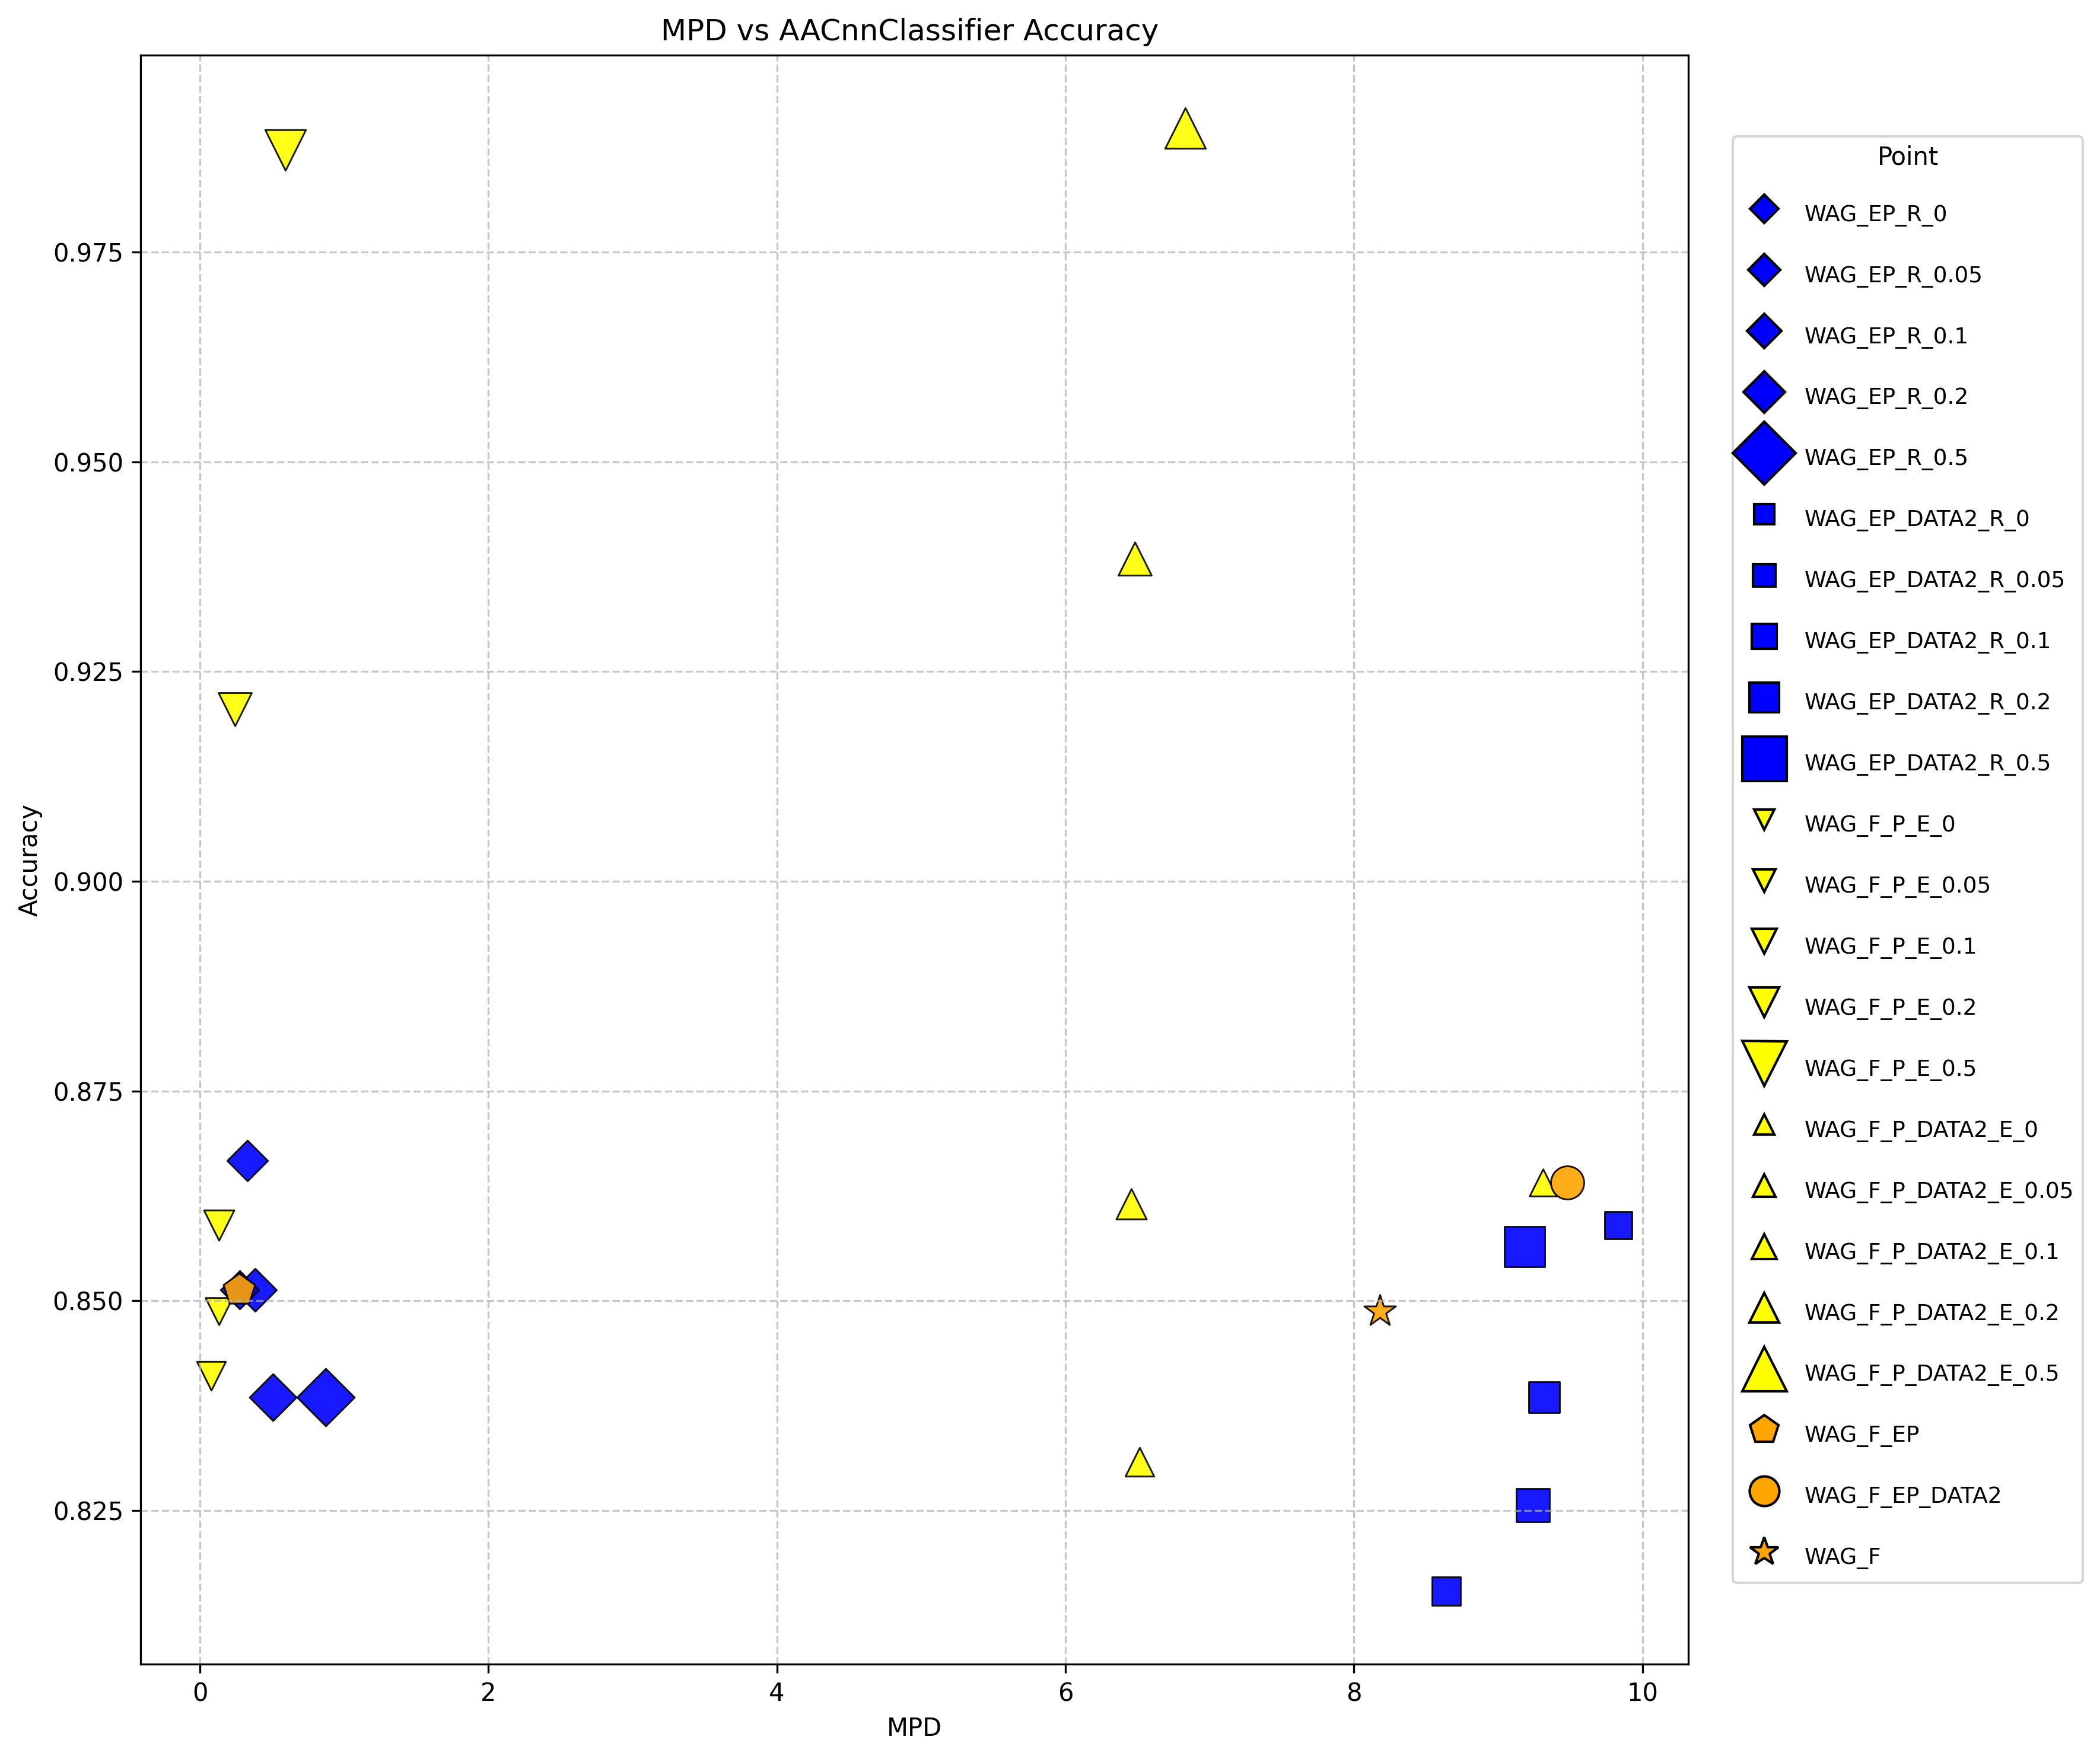 MPD vs AACnnClassifier Accuracy
Accuracy
0.975
0.950
0.925
0.900
0.875
0.850
0.825
0
2
4
6
8
10
MPD
Point
WAG_EP_R_0
WAG_EP_R_0.05
WAG_EP_R_0.1
WAG_EP_R_0.2
WAG_EP_R_0.5
WAG_EP_DATA2_R_0
WAG_EP_DATA2_R_0.05
WAG_EP_DATA2_R_0.1
WAG_EP_DATA2_R_0.2
WAG_EP_DATA2_R_0.5
WAG_F_P_E_0
WAG_F_P_E_0.05
WAG_F_P_E_0.1
WAG_F_P_E_0.2
WAG_F_P_E_0.5
WAG_F_P_DATA2_E_0
WAG_F_P_DATA2_E_0.05
WAG_F_P_DATA2_E_0.1
WAG_F_P_DATA2_E_0.2
WAG_F_P_DATA2_E_0.5
WAG_F_EP
WAG_F_EP_DATA2
WAG_F